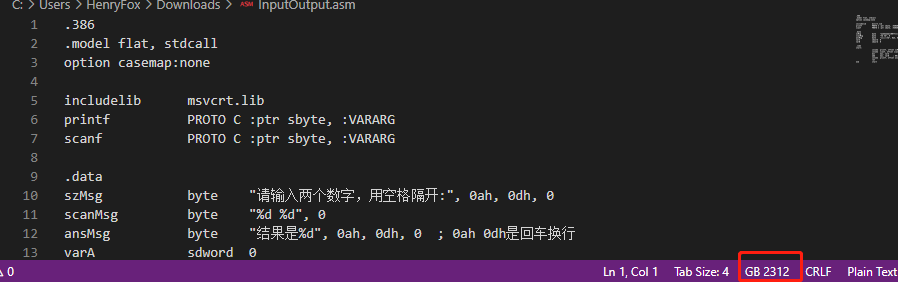 C: > Users > HenryFox > Downloads > ASM InputOutput.asm
1 .386
2 .model flat, stdcall
3 option casemap:none
4
5 includelib msvcrt.lib
6 printf PROTO C :ptr sbyte, :VARARG
7 scanf PROTO C :ptr sbyte, :VARARG
8
9 .data
10 szMsg byte "请输入两个数字，用空格隔开:", 0ah, 0dh, 0
11 scanMsg byte "%d %d", 0
12 ansMsg byte "结果是%d", 0ah, 0dh, 0 ; 0ah 0dh是回车换行
13 varA sdword 0
0 Ln 1, Col 1 Tab Size: 4 GB 2312 CRLF Plain Text